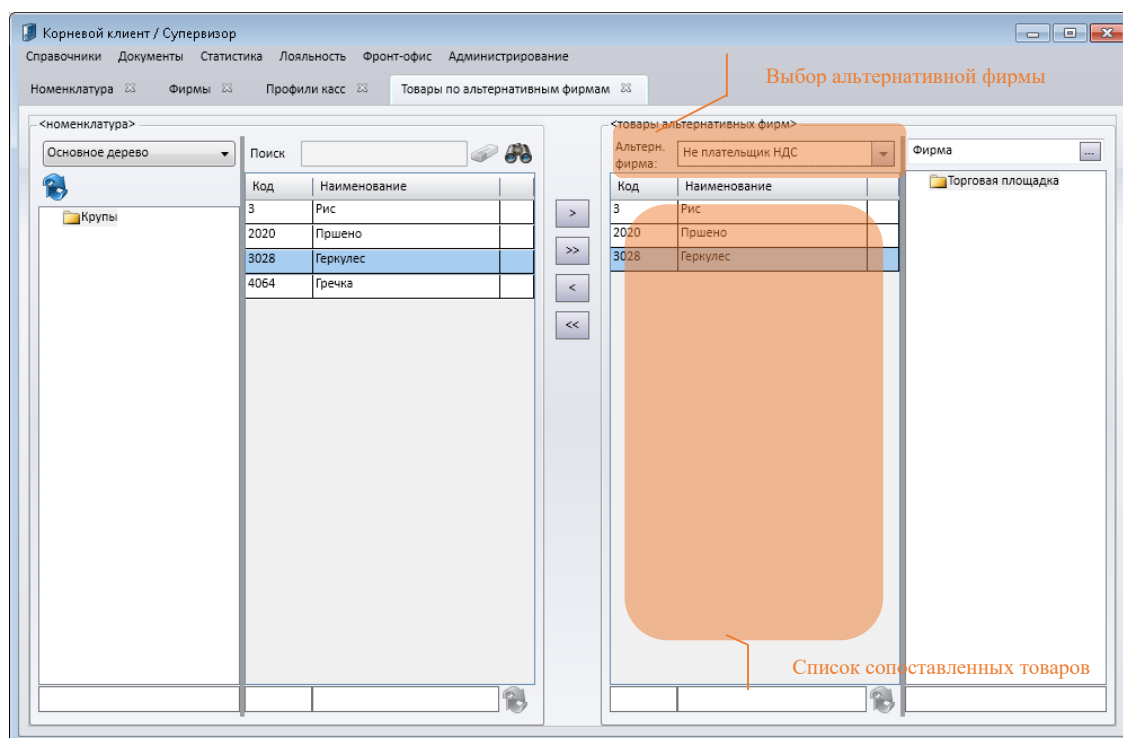 Корневой клиент / Супервизор
Справочники Документы Статистика Лояльность Фронт-офис Администрирование
Выбор альтернативной фирмы
Номенклатура Фирмы Профили касс Товары по альтернативным фирмам
<номенклатура>
<товары альтернативных фирм>
Основное дерево
Поиск
Альтерн. фирма:
Не плательщик НДС
Фирма
...
Крупы
Код Наименование
3 Рис
2020 Пршено
3028 Геркулес
4064 Гречка
>
>>
<
<<
Код Наименование
3 Рис
2020 Пршено
3028 Геркулес
Торговая площадка
Список сопоставленных товаров